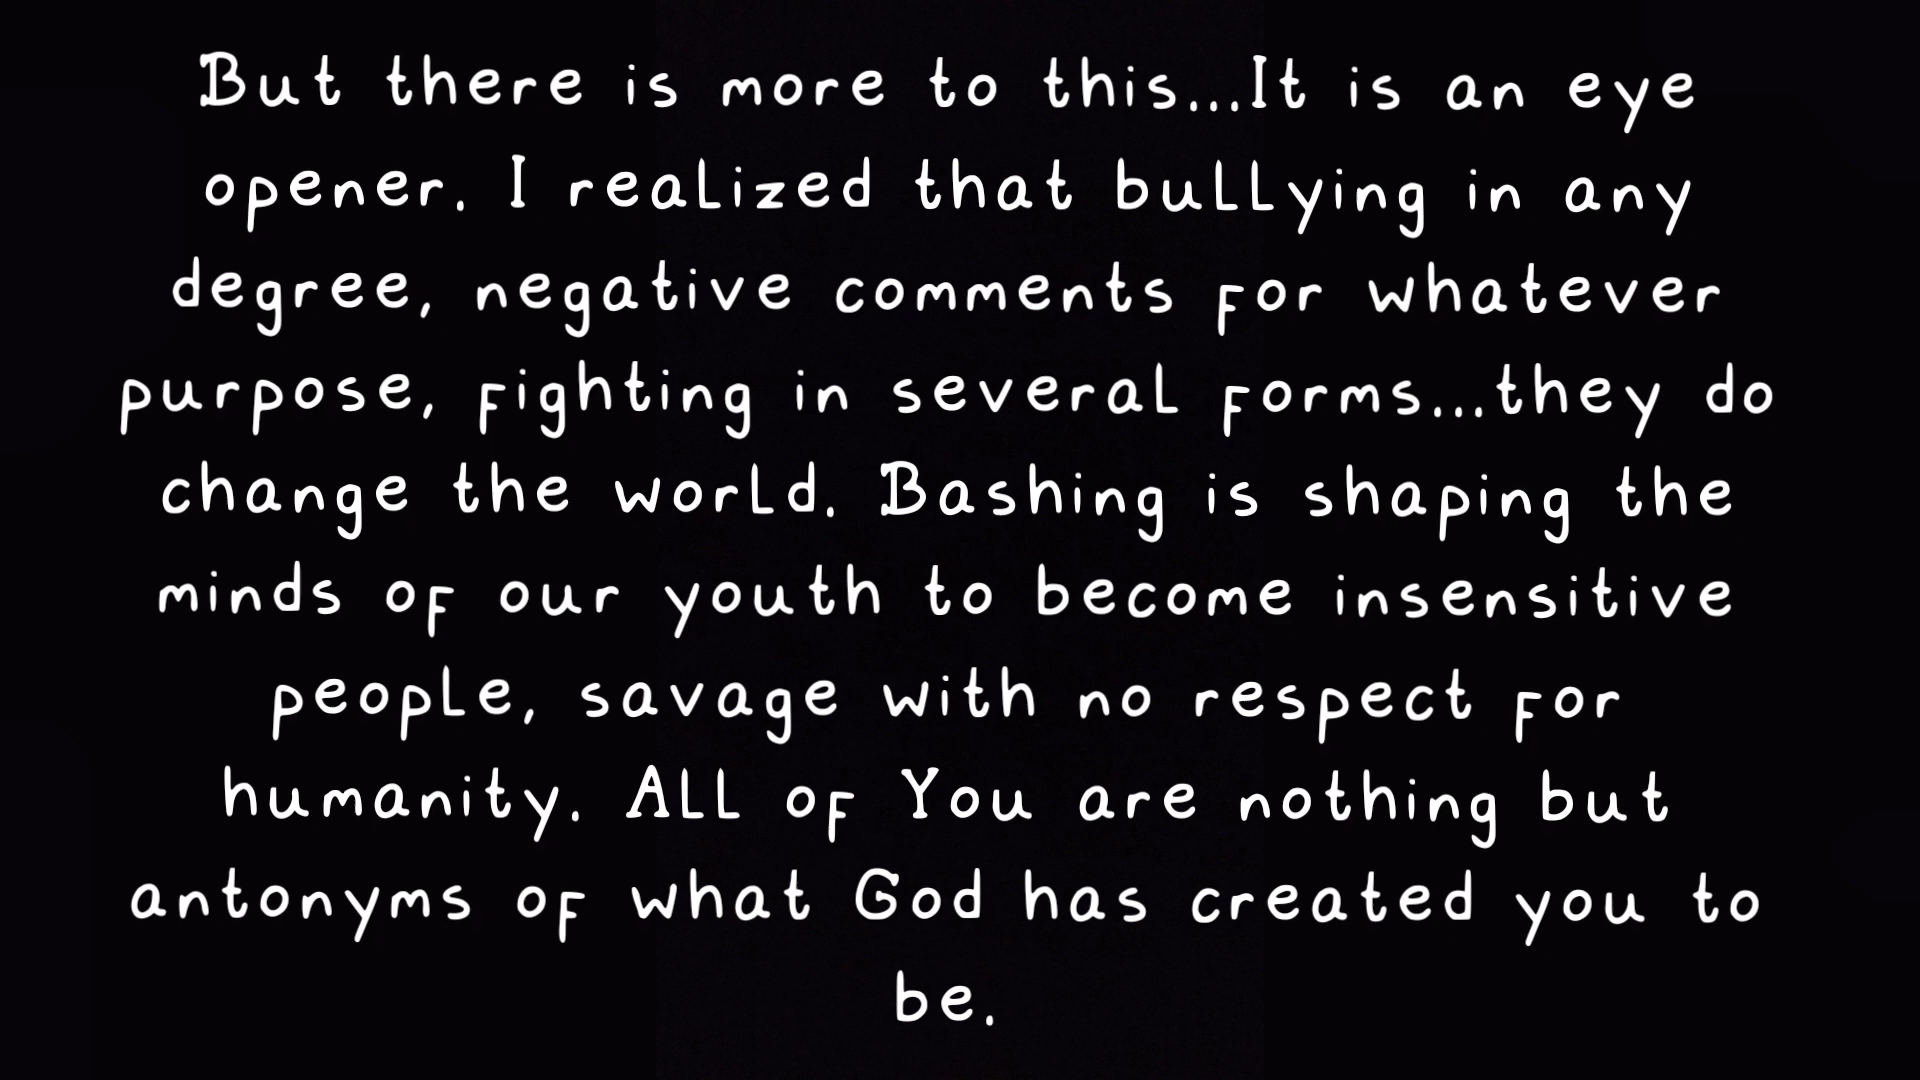 But there is more to this...It is an eye
opener. I realized that bullying in any
degree, negative comments for whatever
purpose, fighting in several forms...they do
change the world. Bashing is shaping the
minds of our youth to become insensitive
people, savage with no respect for
humanity. All of You are nothing but
antonyms of what God has created you to
be.